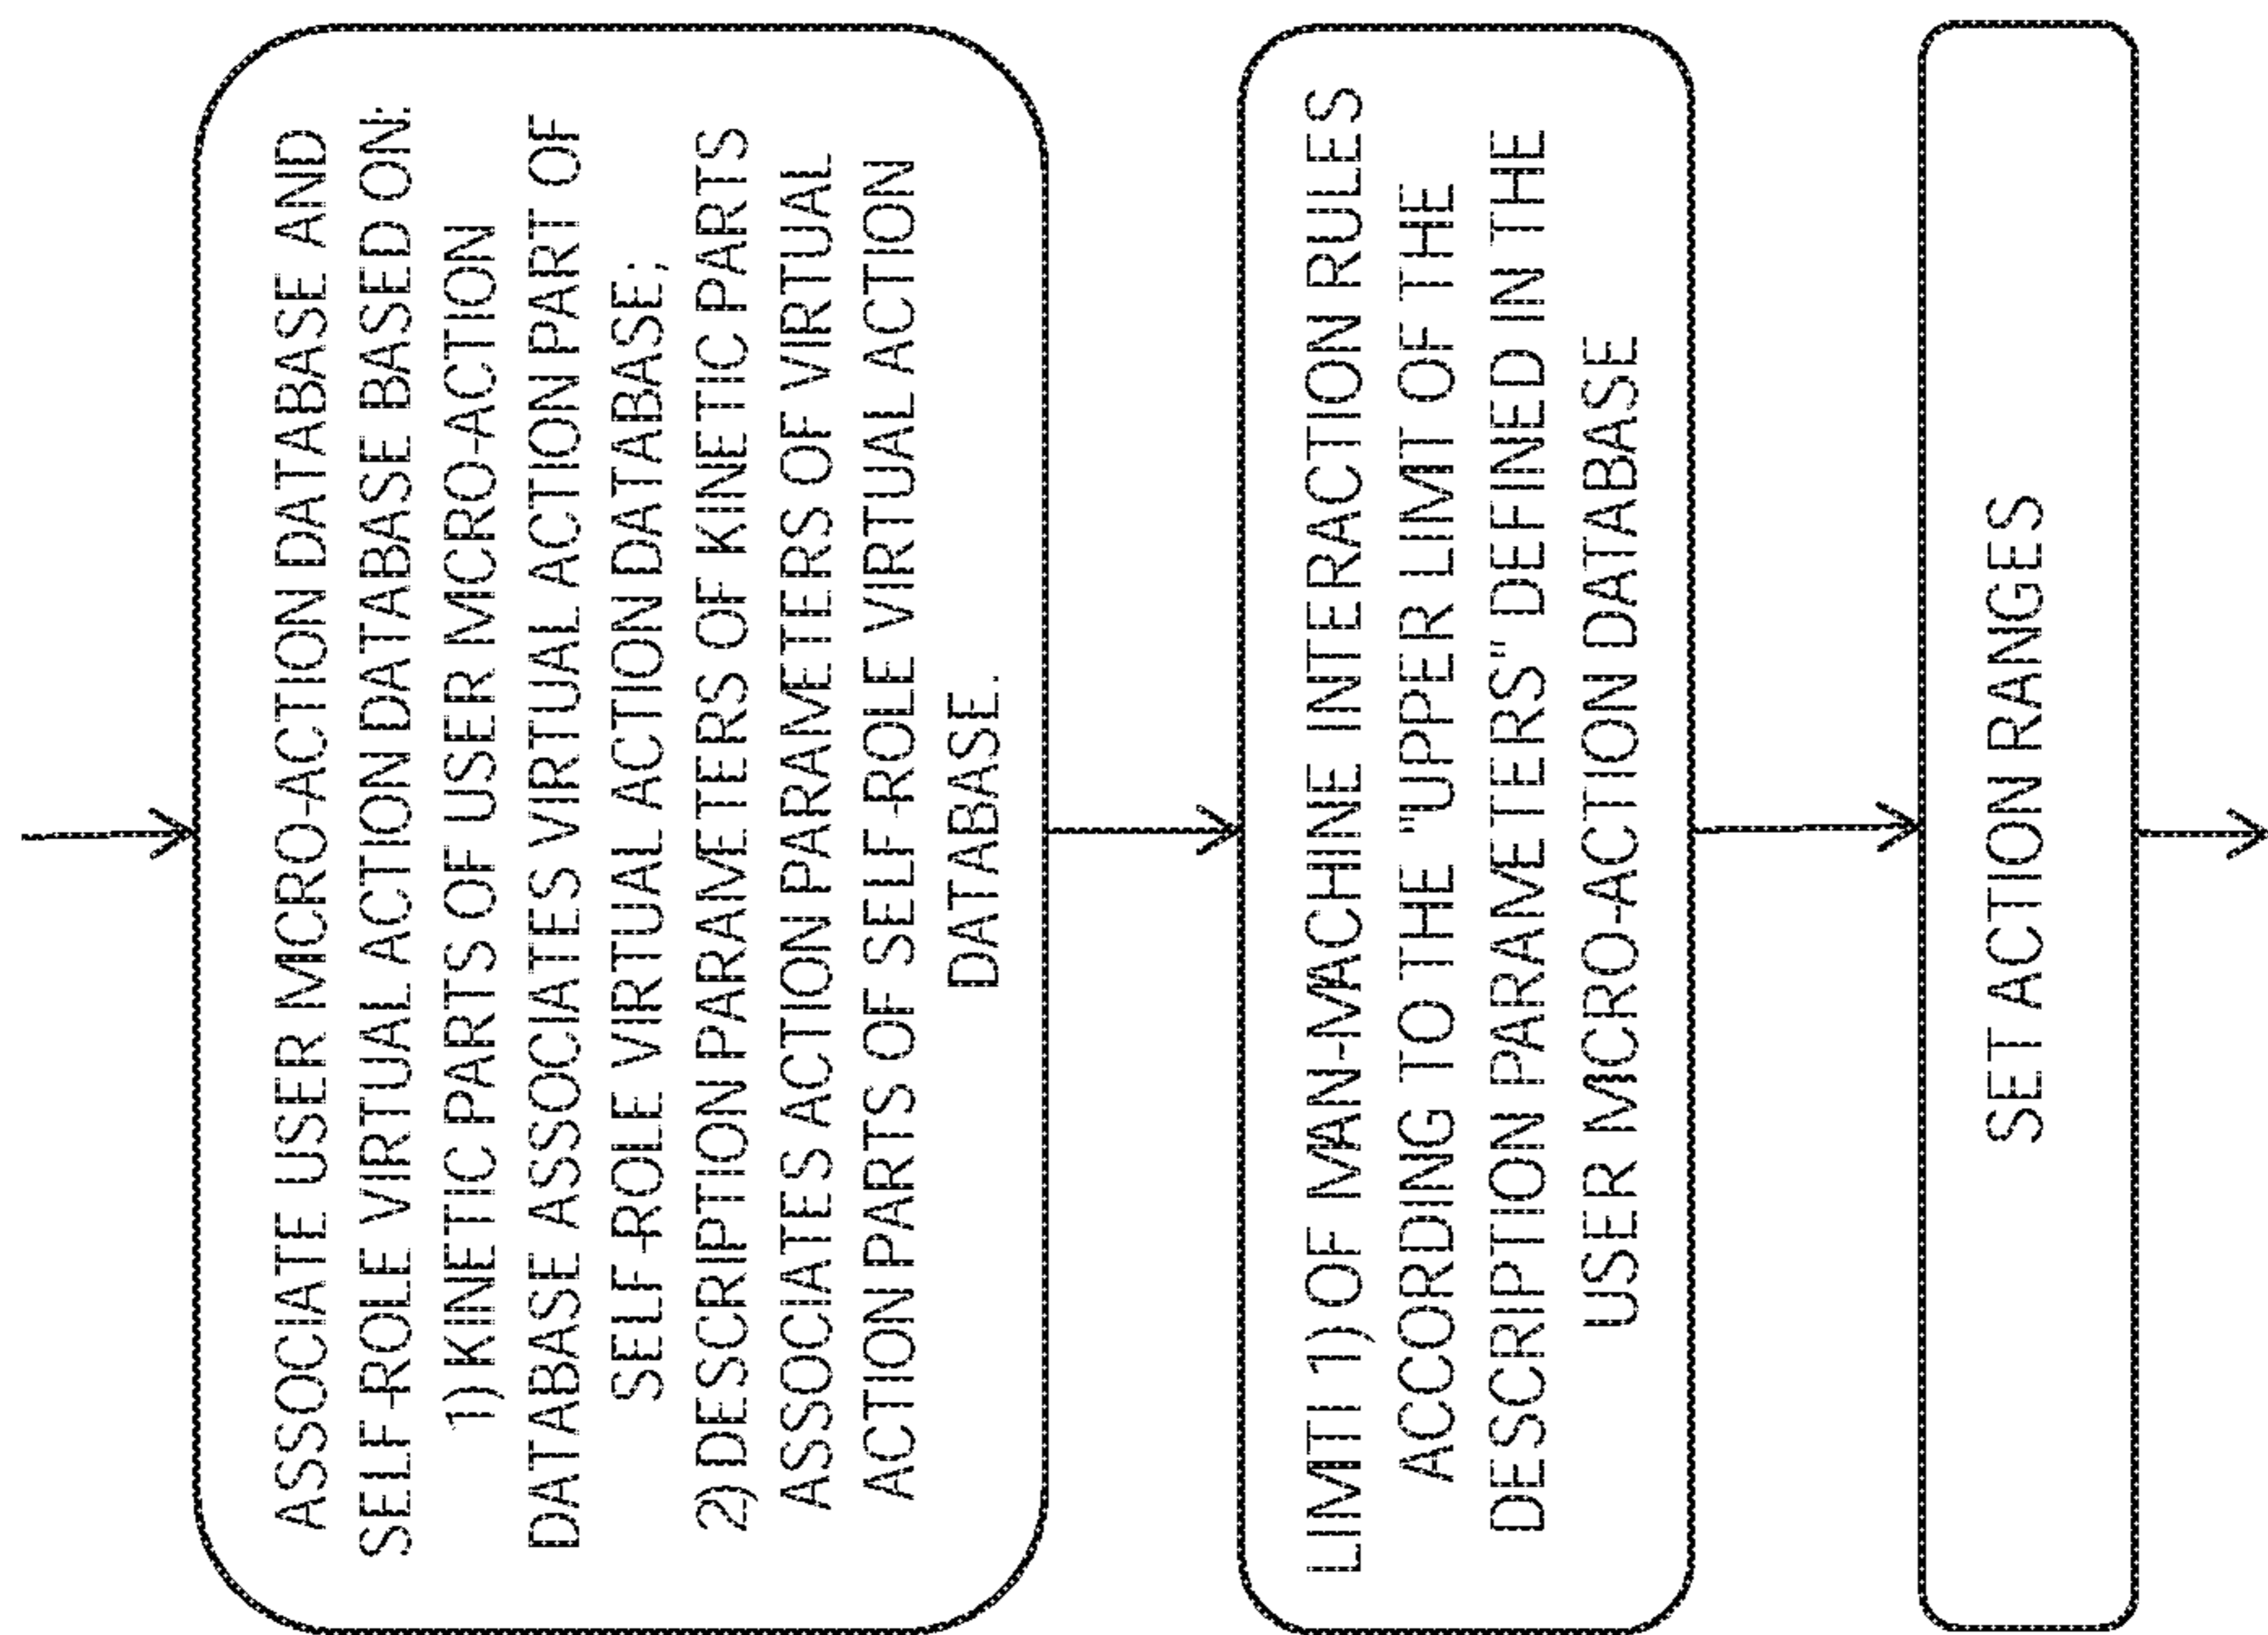 ASSOCIATE USER MICRO-ACTION DATABASE AND
SELF-ROLE VIRTUAL ACTION DATABASE BASED ON:
1) KINETIC PARTS OF USER MICRO-ACTION
DATABASE ASSOCIATES VIRTUAL ACTION PART OF
SELF-ROLE VIRTUAL ACTION DATABASE;
2) DESCRIPTION PARAMETERS OF KINETIC PARTS
ASSOCIATES ACTION PARAMETERS OF VIRTUAL
ACTION PARTS OF SELF-ROLE VIRTUAL ACTION
DATABASE.
LIMTI 1) OF MAN-MACHINE INTERACTION RULES
ACCORDING TO THE "UPPER LIMIT OF THE
DESCRIPTION PARAMETERS" DEFINED IN THE
USER MICRO-ACTION DATABASE
SET ACTION RANGES